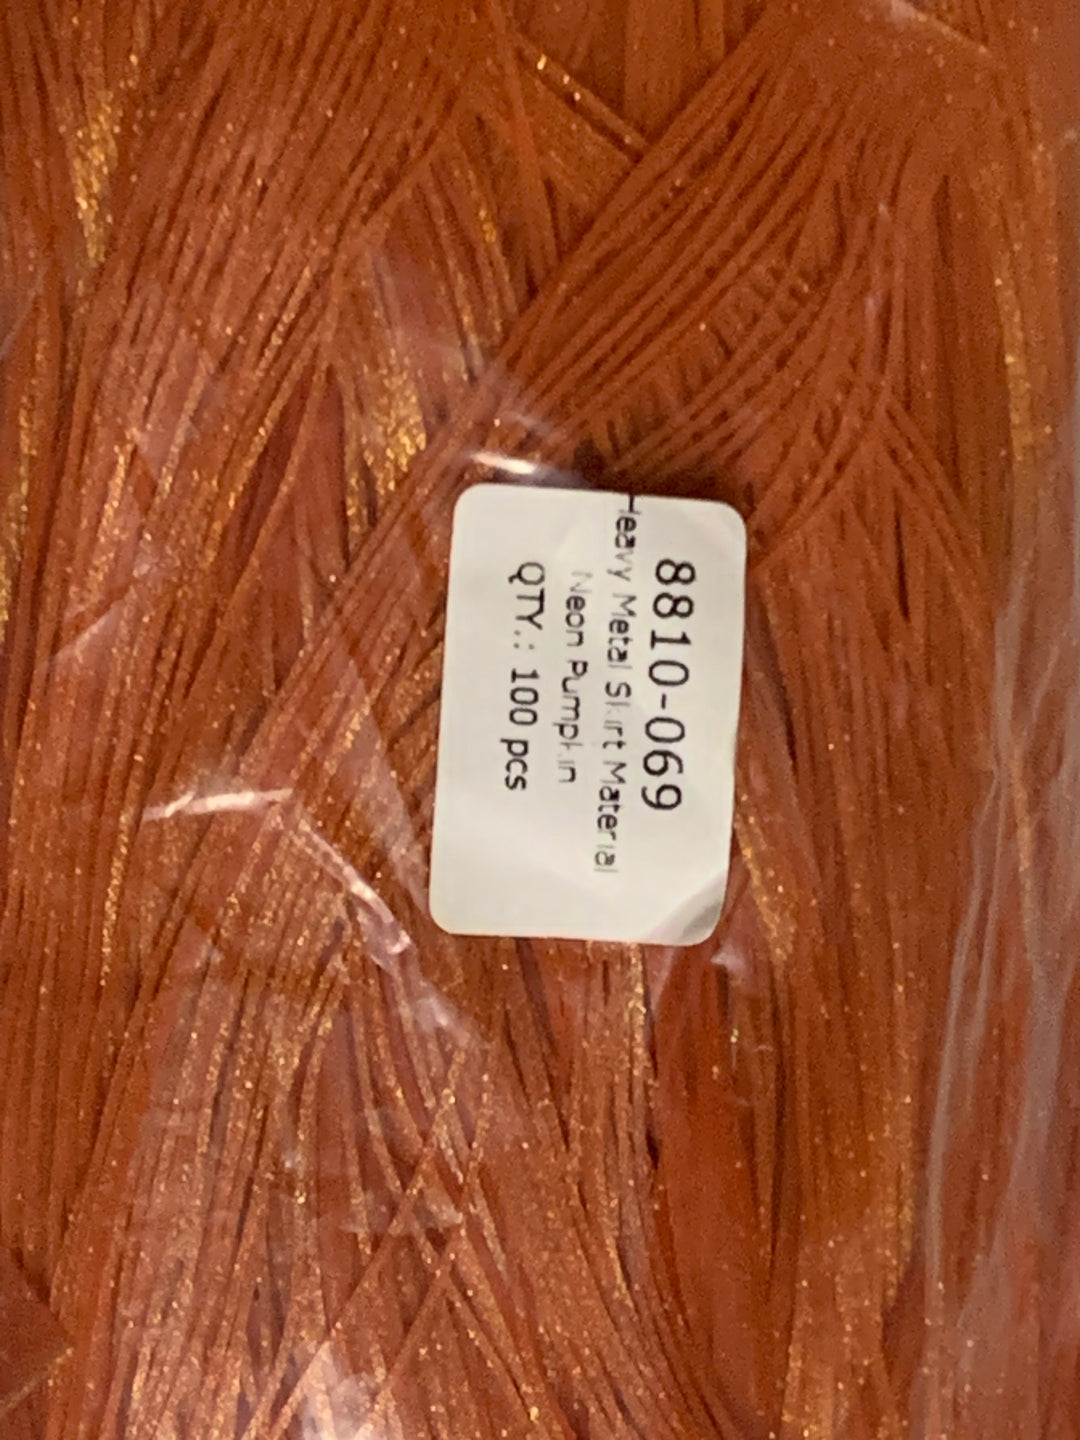 8810-069
Heavy Metal Skirt Material
Neon Pumpkin
QTY.: 100 pcs